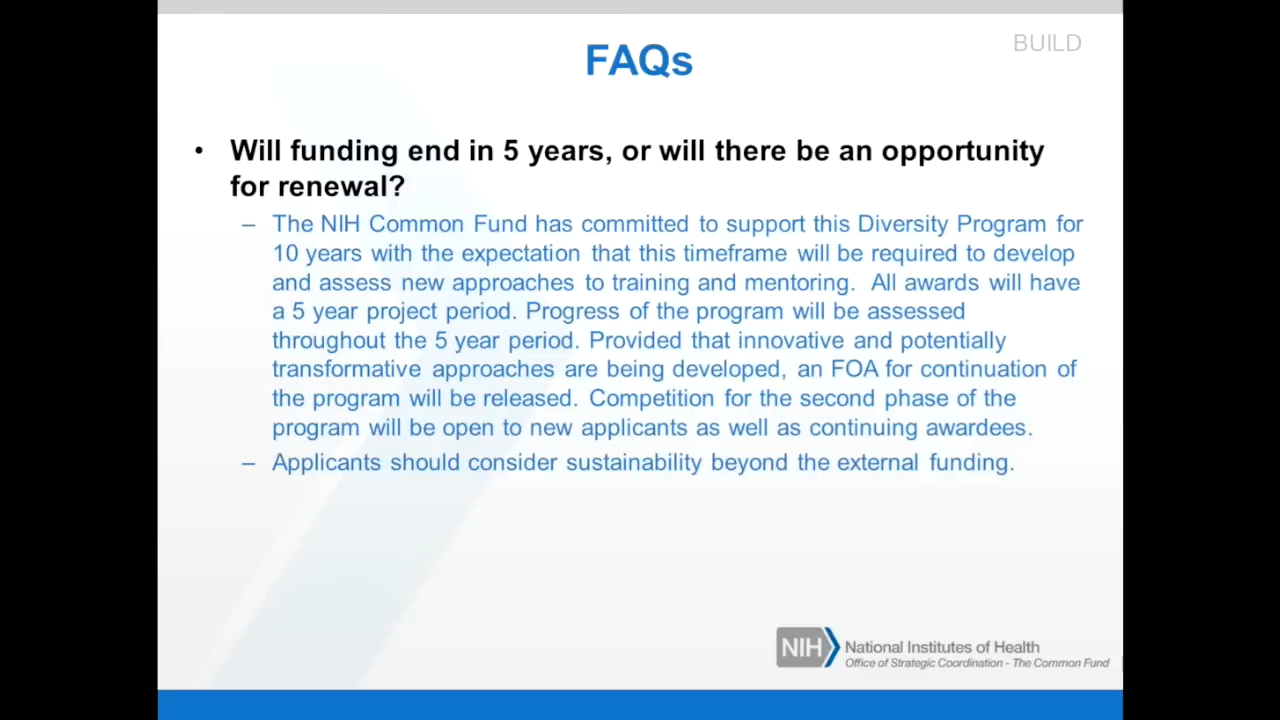 BUILD
FAQs
• Will funding end in 5 years, or will there be an opportunity
for renewal?
– The NIH Common Fund has committed to support this Diversity Program for
10 years with the expectation that this timeframe will be required to develop
and assess new approaches to training and mentoring.  All awards will have
a 5 year project period. Progress of the program will be assessed
throughout the 5 year period. Provided that innovative and potentially
transformative approaches are being developed, an FOA for continuation of
the program will be released. Competition for the second phase of the
program will be open to new applicants as well as continuing awardees.
– Applicants should consider sustainability beyond the external funding.
NIH National Institutes of Health
Office of Strategic Coordination - The Common Fund